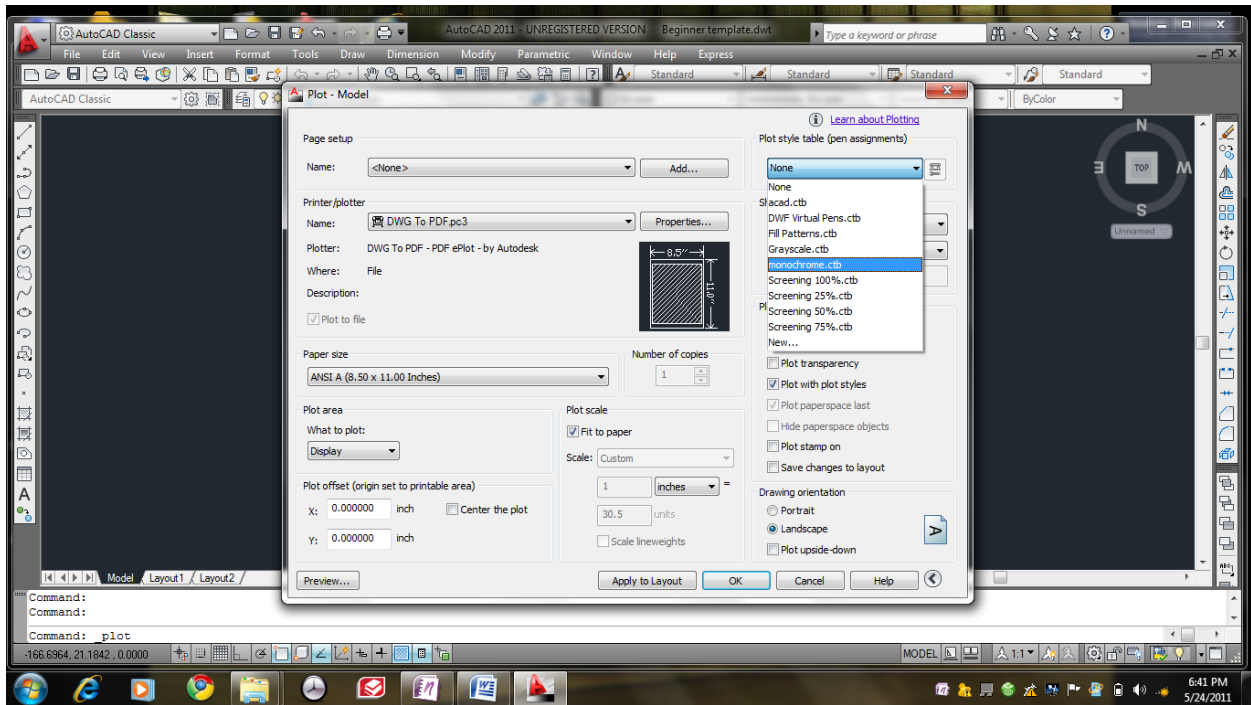 AutoCAD Classic
AutoCAD 2011 - UNREGISTERED VERSION Beginner template.dwt
Type a keyword or phrase
File Edit View Insert Format Tools Draw Dimension Modify Parametric Window Help Express
Standard Standard Standard Standard
AutoCAD Classic
ByColor
Plot - Model
Learn about Plotting
Page setup
Name: <None> Add...
Plot style table (pen assignments)
None
None
acad.ctb
DWF Virtual Pens.ctb
Fill Patterns.ctb
Grayscale.ctb
monochrome.ctb
Screening 100%.ctb
Screening 25%.ctb
Screening 50%.ctb
Screening 75%.ctb
New...
Printer/plotter
Name: DWG To PDF.pc3 Properties...
Plotter: DWG To PDF - PDF ePlot - by Autodesk
Where: File
Description:
Plot to file
8.5"
11.0"
Paper size
ANSI A (8.50 x 11.00 Inches)
Number of copies
1
Plot area
What to plot:
Display
Plot scale
Fit to paper
Scale: Custom
1 inches =
30.5 units
Scale lineweights
Plot offset (origin set to printable area)
X: 0.000000 inch Center the plot
Y: 0.000000 inch
Plot transparency
Plot with plot styles
Plot paperspace last
Hide paperspace objects
Plot stamp on
Save changes to layout
Drawing orientation
Portrait
Landscape
Plot upside-down
A
Preview... Apply to Layout OK Cancel Help
N
E TOP W
S
Unnamed
Model Layout1 Layout2
Command:
Command:
Command: _plot
-166.6964, 21.1842, 0.0000
MODEL
1:1
6:41 PM
5/24/2011